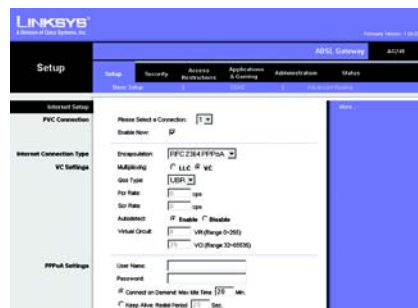 LINKSYS®
A Division of Cisco Systems, Inc.
ADSL Gateway
Setup
Setup Security Access Restrictions Applications & Gaming Administration Status
Basic Setup
Internet Setup
More...
PVC Connection
Please Select a Connection: 1
Enable Now:
Internet Connection Type
Encapsulation: RFC 2364 PPPoA
VC Settings
Multiplexing: LLC VC
Qos Type: UBR
Pcr Rate: cps
Scr Rate: cps
Autodetect: Enable Disable
Virtual Circuit: VPI (Range 0~255)
VCI (Range 32~65535)
PPPoA Settings
User Name:
Password:
Connect on Demand: Max Idle Time 20 Min.
Keep Alive: Redial Period 20 Sec.